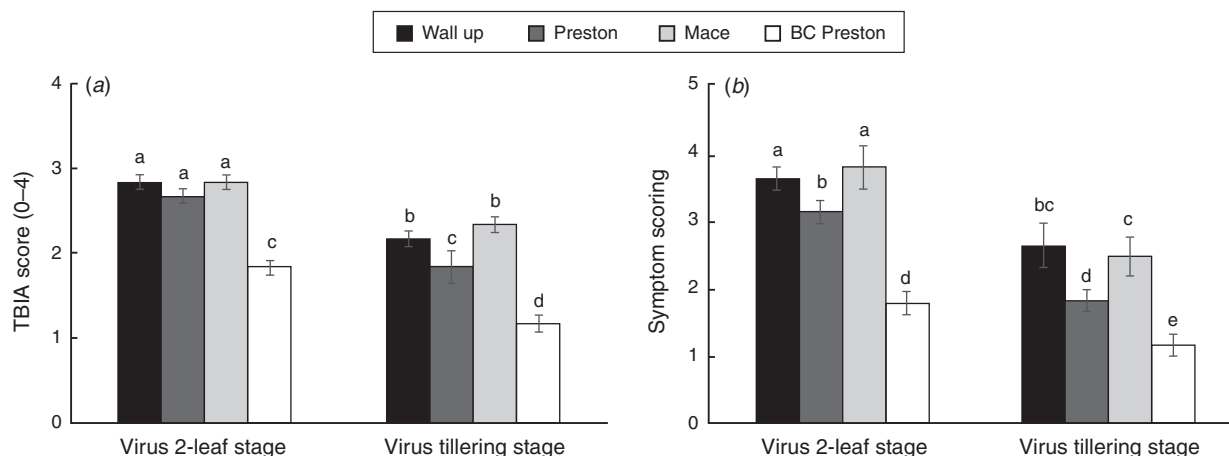 Wall up Preston Mace BC Preston
(a)
TBIA score (0–4)
4
3
2
1
0
a a a c
b c b d
Virus 2-leaf stage Virus tillering stage
(b)
Symptom scoring
5
4
3
2
1
0
a b a d
bc d c e
Virus 2-leaf stage Virus tillering stage